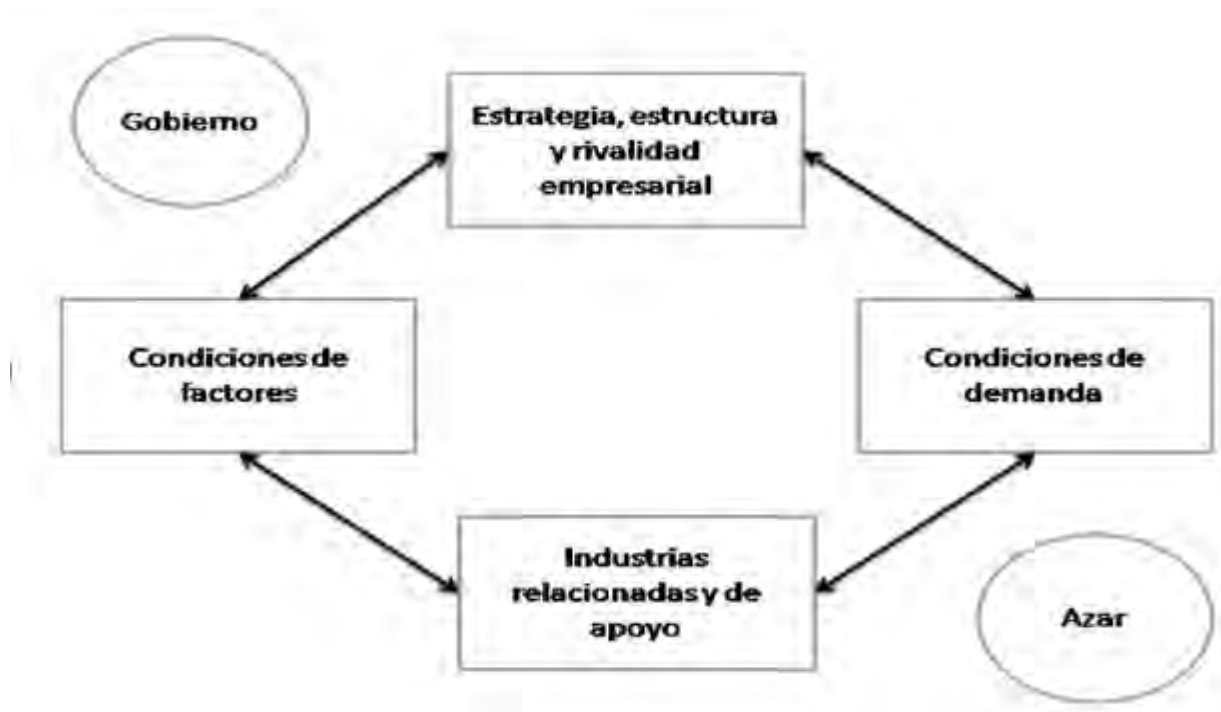 Gobierno
Estrategia, estructura
y rivalidad
empresarial
Condiciones de
factores
Condiciones de
demanda
Industrias
relacionadas y de
apoyo
Azar